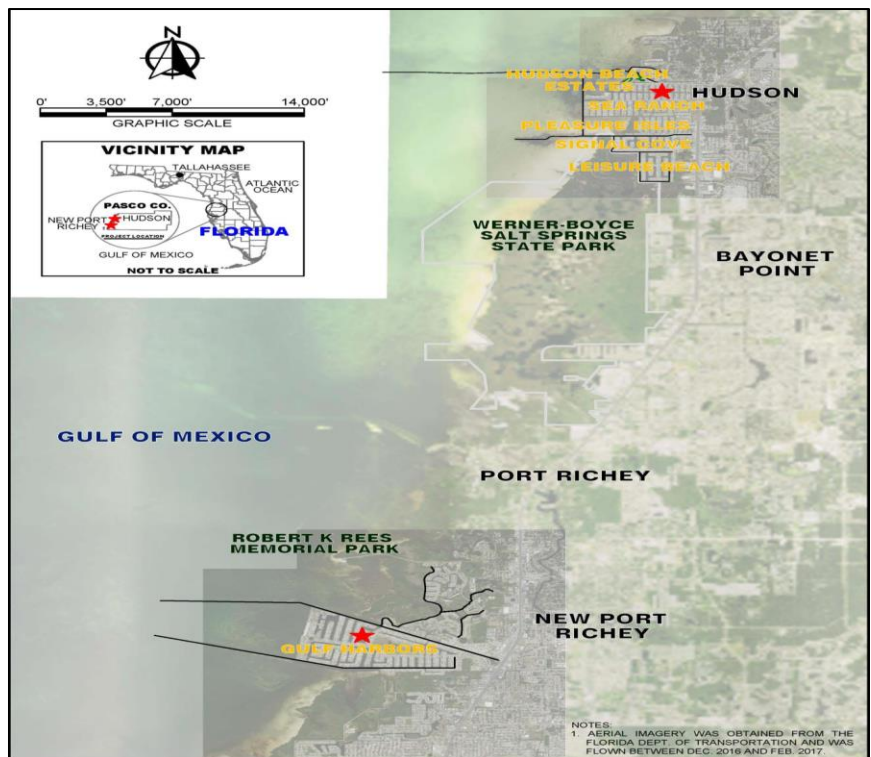 N
0' 3,500' 7,000' 14,000'
GRAPHIC SCALE
VICINITY MAP
TALLAHASSEE
ATLANTIC
OCEAN
PASCO CO.
NEW PORT
RICHEY
HUDSON
PROJECT LOCATION
FLORIDA
GULF OF MEXICO
NOT TO SCALE
HUDSON BEACH
ESTATES
HUDSON
SEA RANCH
PLEASURE ISLES
SIGNAL COVE
LEISURE BEACH
WERNER-BOYCE
SALT SPRINGS
STATE PARK
BAYONET
POINT
GULF OF MEXICO
PORT RICHEY
ROBERT K REES
MEMORIAL PARK
NEW PORT
RICHEY
GULF HARBORS
NOTES:
1. AERIAL IMAGERY WAS OBTAINED FROM THE
FLORIDA DEPT. OF TRANSPORTATION AND WAS
FLOWN BETWEEN DEC. 2016 AND FEB. 2017.